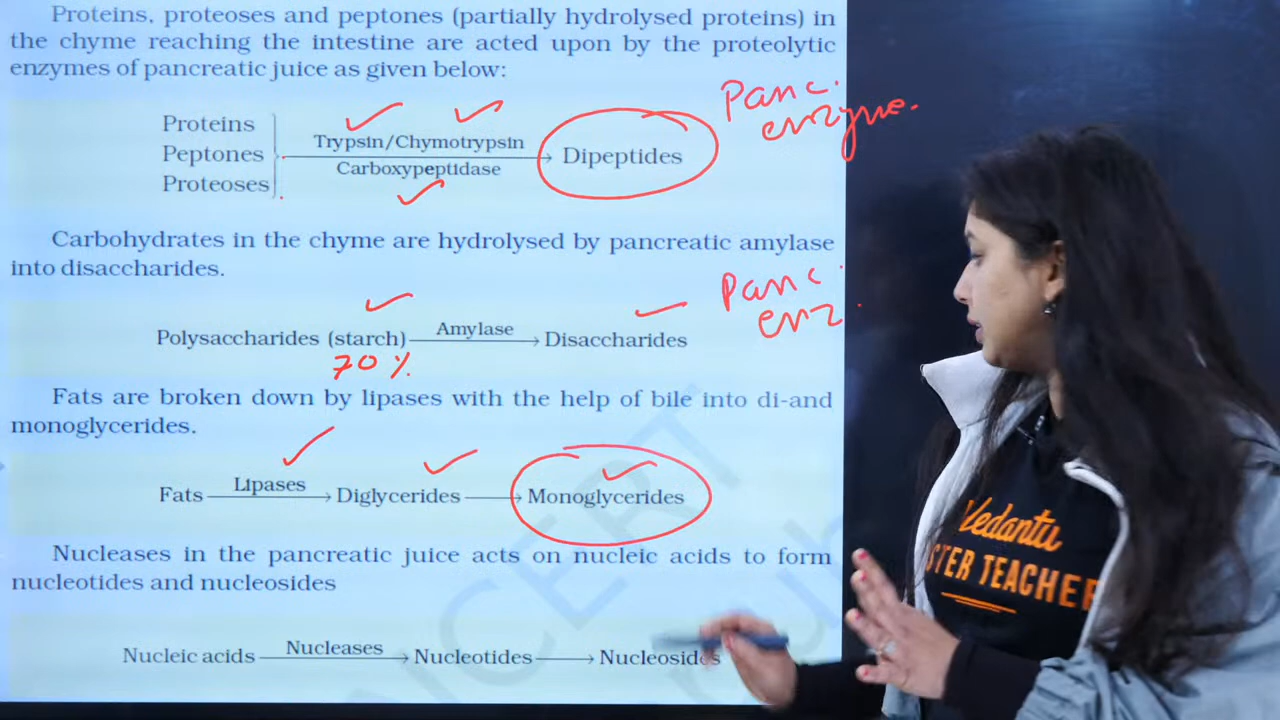 Proteins, proteoses and peptones (partially hydrolysed proteins) in
the chyme reaching the intestine are acted upon by the proteolytic
enzymes of pancreatic juice as given below:
Panc.
enzyme.
Proteins
Peptones
Proteoses
Trypsin/Chymotrypsin
Carboxypeptidase
Dipeptides
Carbohydrates in the chyme are hydrolysed by pancreatic amylase
into disaccharides.
Panc.
enz.
Polysaccharides (starch) Amylase Disaccharides
70 %
Fats are broken down by lipases with the help of bile into di-and
monoglycerides.
Fats Lipases Diglycerides Monoglycerides
Nucleases in the pancreatic juice acts on nucleic acids to form
nucleotides and nucleosides
Nucleic acids Nucleases Nucleotides Nucleosides
NCERT
Vedantu
STER TEACHER